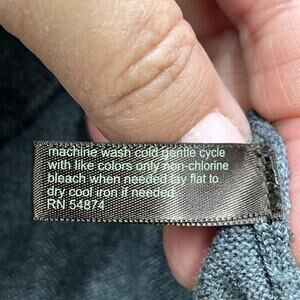 machine wash cold gentle cycle
with like colors only non-chlorine
bleach when needed lay flat to
dry cool iron if needed
RN 54874